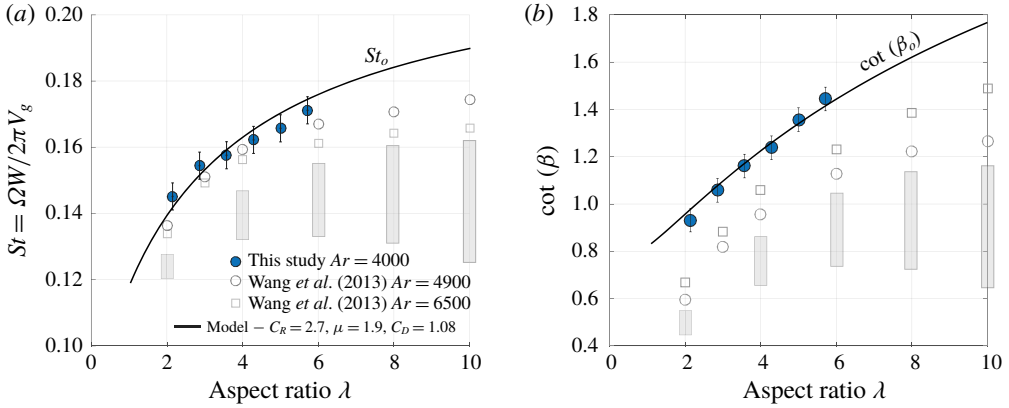 (a)
0.20
0.18
0.16
0.14
0.12
0.10
St = ΩW/2πV_g
St_o
This study Ar = 4000
Wang et al. (2013) Ar = 4900
Wang et al. (2013) Ar = 6500
Model – C_R = 2.7, μ = 1.9, C_D = 1.08
0 2 4 6 8 10
Aspect ratio λ
(b)
1.8
1.6
1.4
1.2
1.0
0.8
0.6
0.4
cot (β)
cot (β_o)
0 2 4 6 8 10
Aspect ratio λ